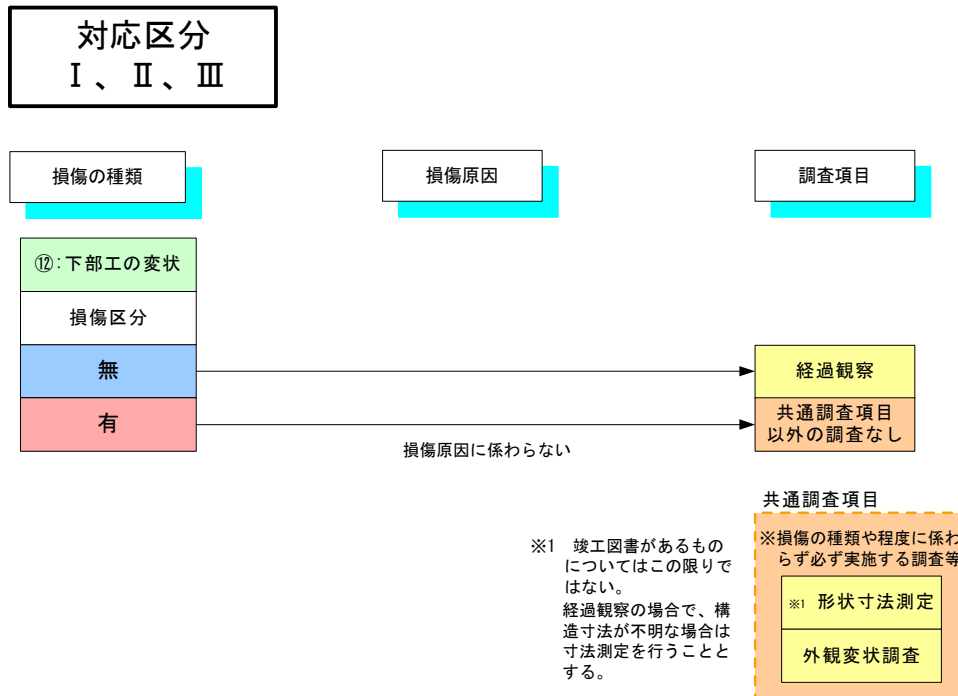 対応区分
Ⅰ、Ⅱ、Ⅲ
損傷の種類
損傷原因
調査項目
⑫:下部工の変状
損傷区分
無
経過観察
有
共通調査項目
以外の調査なし
損傷原因に係わらない
共通調査項目
※1 竣工図書があるもの
についてはこの限りで
はない。
経過観察の場合で、構
造寸法が不明な場合は
寸法測定を行うことと
する。
※損傷の種類や程度に係わ
らず必ず実施する調査等
※1 形状寸法測定
外観変状調査